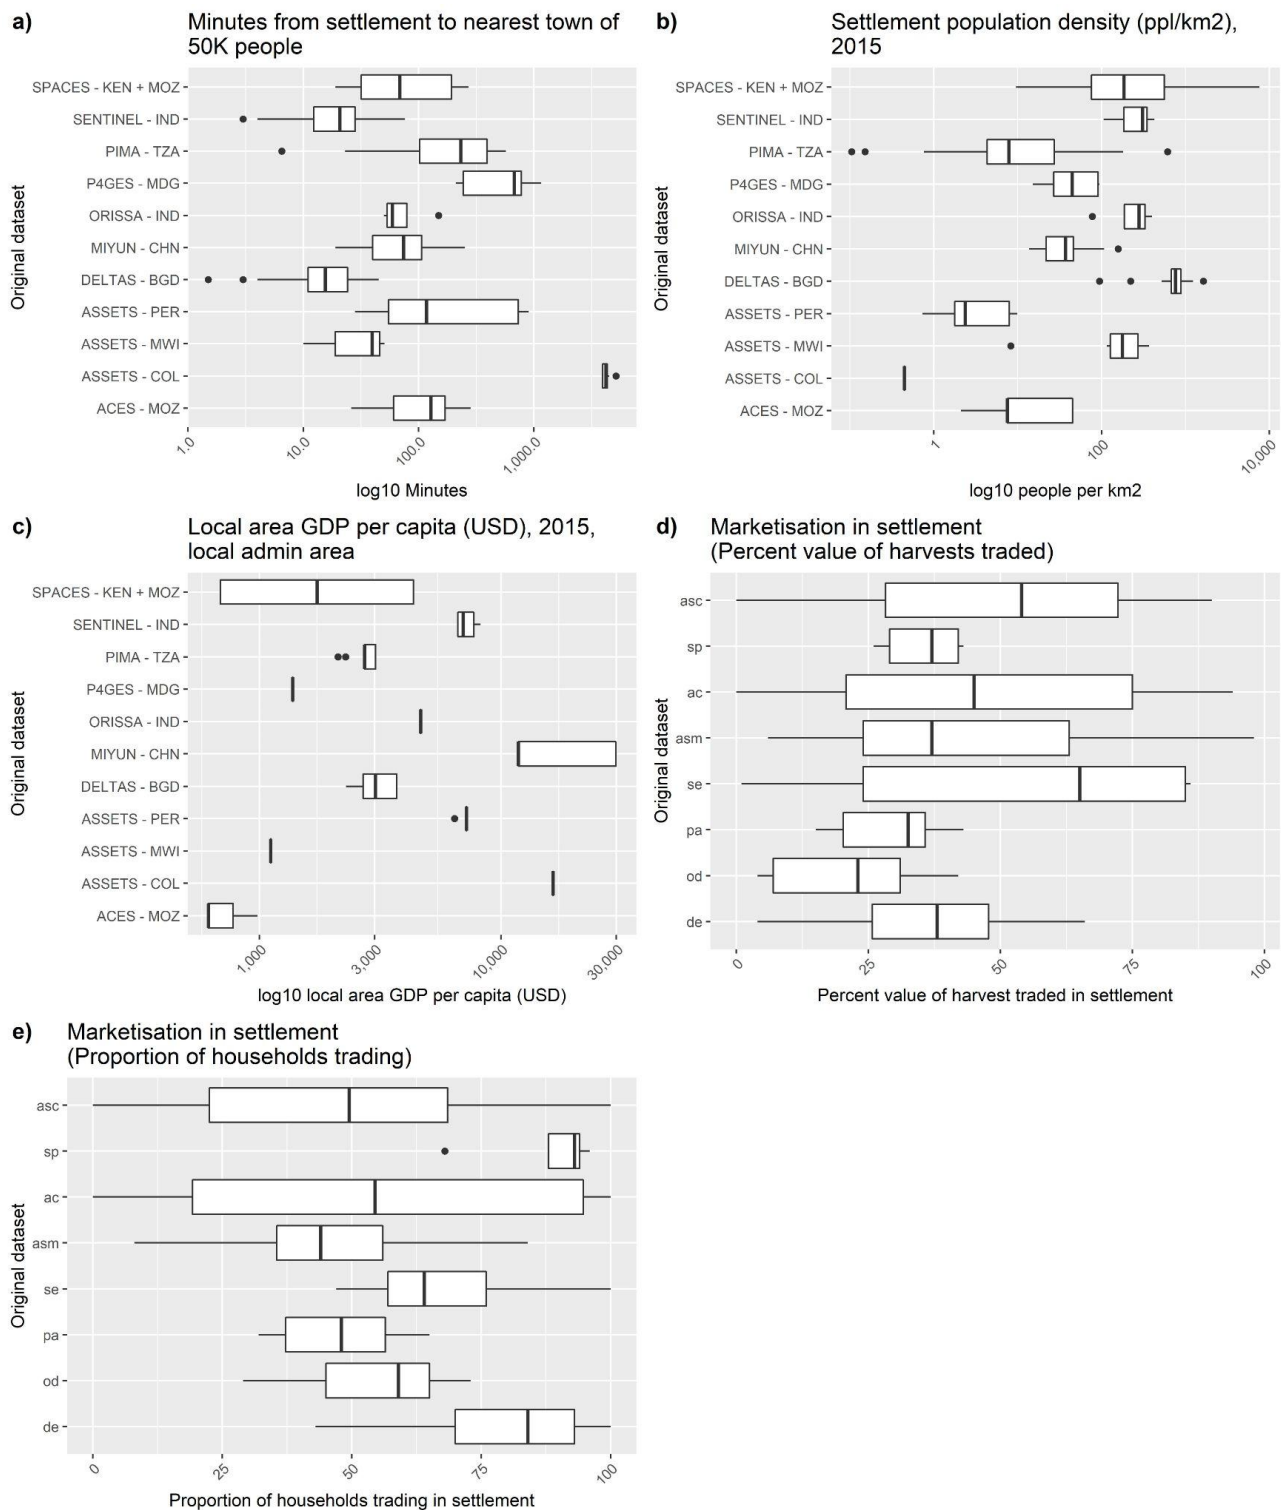 a)
Minutes from settlement to nearest town of
50K people
Original dataset
SPACES - KEN + MOZ
SENTINEL - IND
PIMA - TZA
P4GES - MDG
ORISSA - IND
MIYUN - CHN
DELTAS - BGD
ASSETS - PER
ASSETS - MWI
ASSETS - COL
ACES - MOZ
1.0
10.0
100.0
1,000.0
log10 Minutes
b)
Settlement population density (ppl/km2),
2015
Original dataset
SPACES - KEN + MOZ
SENTINEL - IND
PIMA - TZA
P4GES - MDG
ORISSA - IND
MIYUN - CHN
DELTAS - BGD
ASSETS - PER
ASSETS - MWI
ASSETS - COL
ACES - MOZ
1
100
10,000
log10 people per km2
c)
Local area GDP per capita (USD), 2015,
local admin area
Original dataset
SPACES - KEN + MOZ
SENTINEL - IND
PIMA - TZA
P4GES - MDG
ORISSA - IND
MIYUN - CHN
DELTAS - BGD
ASSETS - PER
ASSETS - MWI
ASSETS - COL
ACES - MOZ
1,000
3,000
10,000
30,000
log10 local area GDP per capita (USD)
d)
Marketisation in settlement
(Percent value of harvests traded)
Original dataset
asc
sp
ac
asm
se
pa
od
de
0
25
50
75
100
Percent value of harvest traded in settlement
e)
Marketisation in settlement
(Proportion of households trading)
Original dataset
asc
sp
ac
asm
se
pa
od
de
0
25
50
75
100
Proportion of households trading in settlement